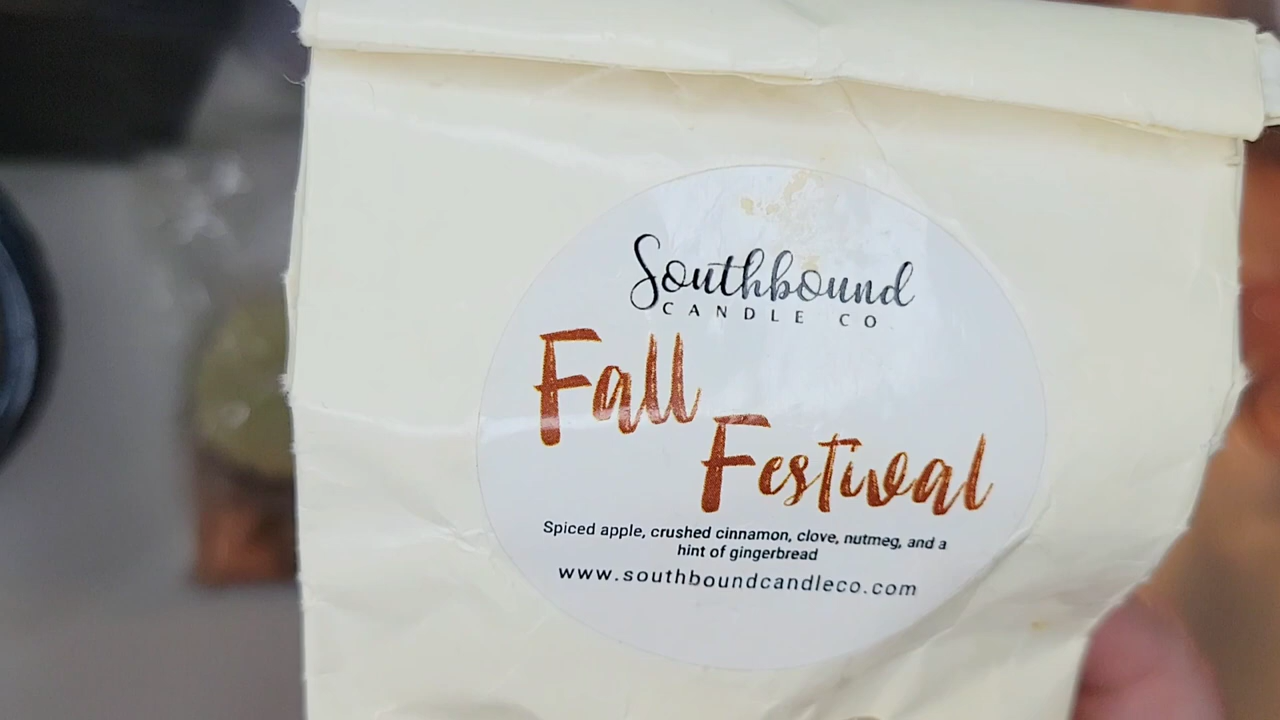 Southbound
CANDLE CO
Fall
Festival
Spiced apple, crushed cinnamon, clove, nutmeg, and a
hint of gingerbread
www.southboundcandleco.com